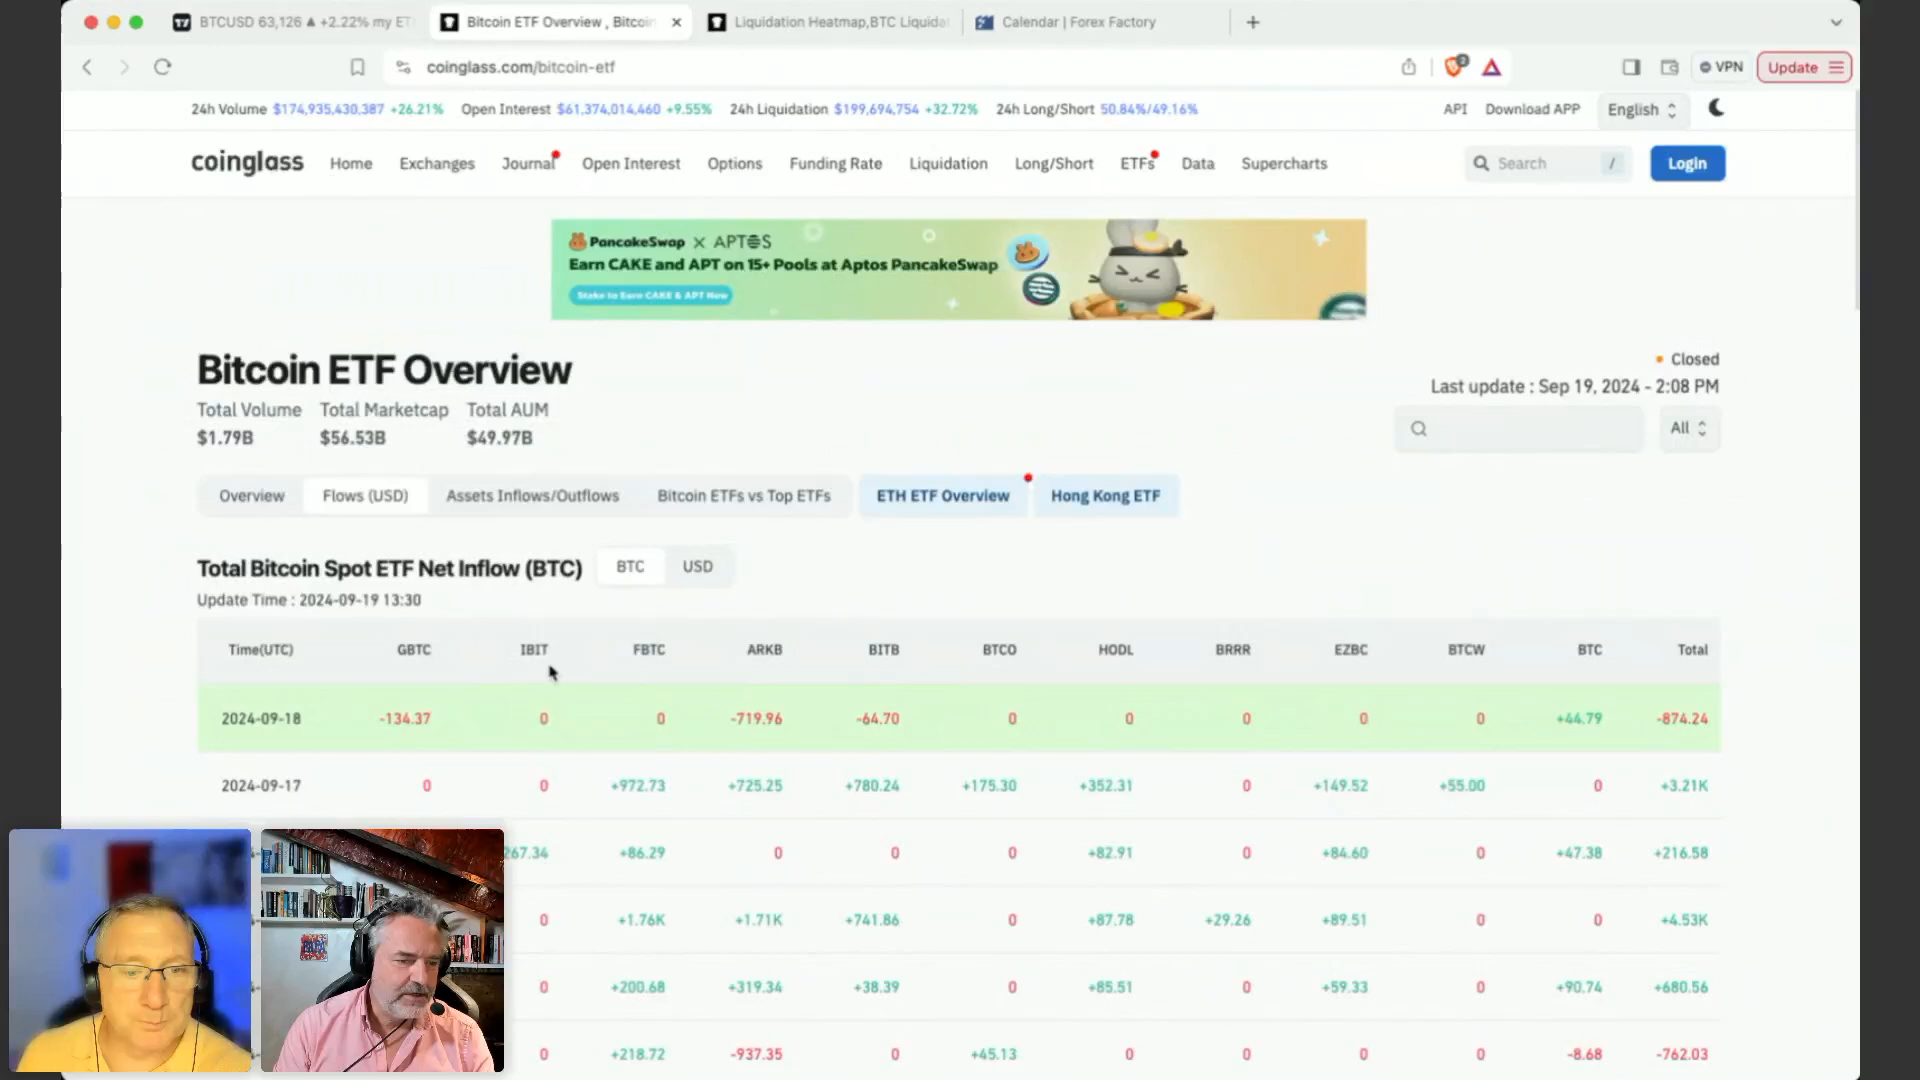 BTCUSD 63,126 ▲ +2.22% my ET
Bitcoin ETF Overview , Bitcoin
Liquidation Heatmap,BTC Liquida
Calendar | Forex Factory
coinglass.com/bitcoin-etf
VPN
Update
24h Volume $174,935,430,387 +26.21% Open Interest $61,374,014,460 +9.55% 24h Liquidation $199,694,754 +32.72% 24h Long/Short 50.84%/49.16%
API Download APP English
coinglass Home Exchanges Journal Open Interest Options Funding Rate Liquidation Long/Short ETFs Data Supercharts Search / Login
PancakeSwap X APTOS
Earn CAKE and APT on 15+ Pools at Aptos PancakeSwap
Stake to Earn CAKE & APT Now
Bitcoin ETF Overview
Closed
Last update : Sep 19, 2024 - 2:08 PM
Total Volume Total Marketcap Total AUM
$1.79B $56.53B $49.97B
All
Overview Flows (USD) Assets Inflows/Outflows Bitcoin ETFs vs Top ETFs ETH ETF Overview Hong Kong ETF
Total Bitcoin Spot ETF Net Inflow (BTC) BTC USD
Update Time : 2024-09-19 13:30
Time(UTC) GBTC IBIT FBTC ARKB BITB BTCO HODL BRRR EZBC BTCW BTC Total
2024-09-18 -134.37 0 0 -719.96 -64.70 0 0 0 0 0 +44.79 -874.24
2024-09-17 0 0 +972.73 +725.25 +780.24 +175.30 +352.31 0 +149.52 +55.00 0 +3.21K
267.34 +86.29 0 0 0 +82.91 0 +84.60 0 +47.38 +216.58
0 +1.76K +1.71K +741.86 0 +87.78 +29.26 +89.51 0 0 +4.53K
0 +200.68 +319.34 +38.39 0 +85.51 0 +59.33 0 +90.74 +680.56
0 +218.72 -937.35 0 +45.13 0 0 0 0 -8.68 -762.03